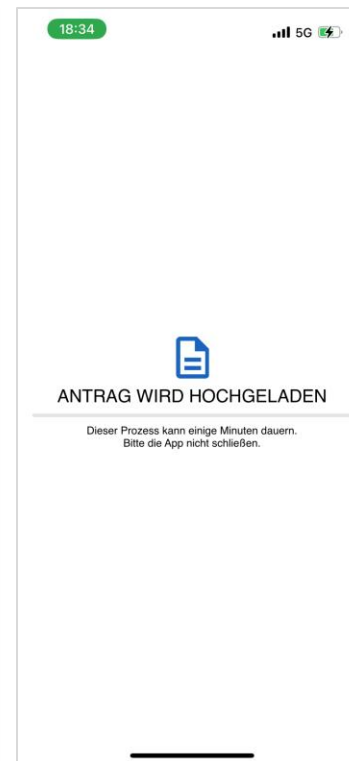 18:34
5G
ANTRAG WIRD HOCHGELADEN
Dieser Prozess kann einige Minuten dauern.
Bitte die App nicht schließen.